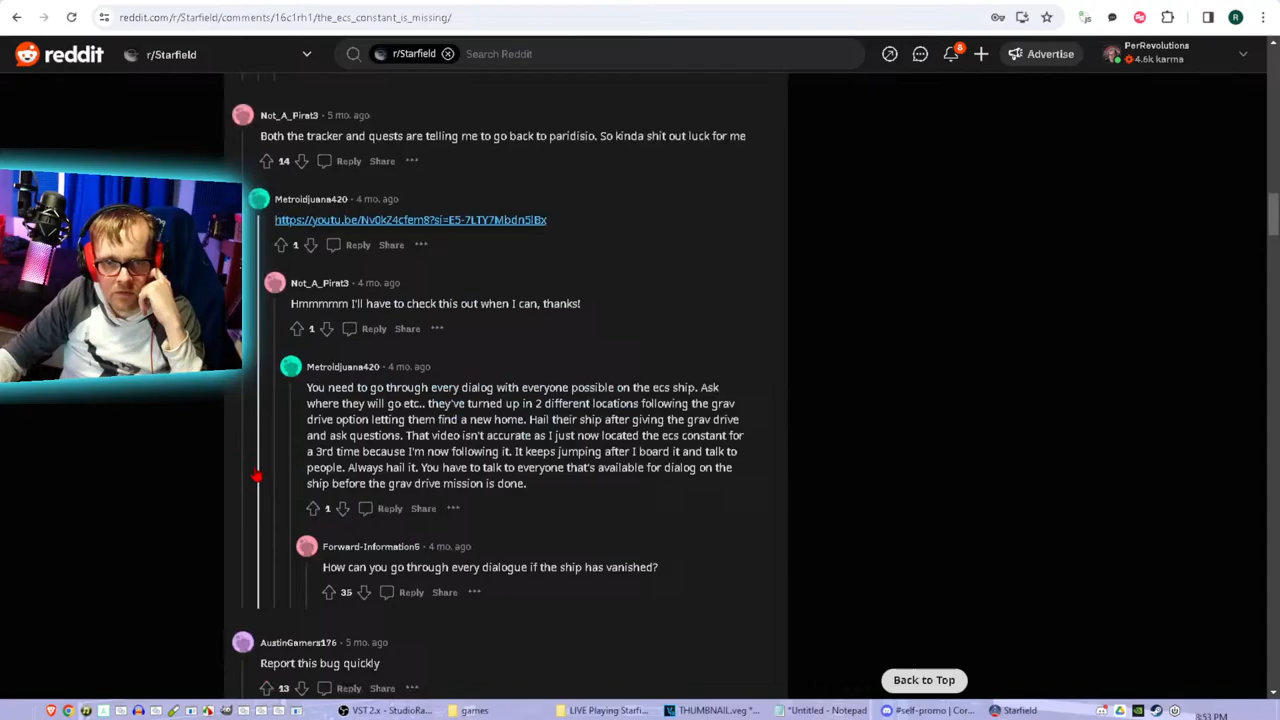 reddit.com/r/Starfield/comments/16c1rh1/the_ecs_constant_is_missing/
R
reddit
r/Starfield
r/Starfield
Search Reddit
6
Advertise
PerRevolutions
4.6k karma
Not_A_Pirat3 · 5 mo. ago
Both the tracker and quests are telling me to go back to paridisio. So kinda shit out luck for me
14 Reply Share ...
Metroidjuana420 · 4 mo. ago
https://youtu.be/Nv0kZ4cfem8?si=E5-7LTY7Mbdn5lBx
1 Reply Share ...
Not_A_Pirat3 · 4 mo. ago
Hmmmmm I'll have to check this out when I can, thanks!
1 Reply Share ...
Metroidjuana420 · 4 mo. ago
You need to go through every dialog with everyone possible on the ecs ship. Ask
where they will go etc.. they've turned up in 2 different locations following the grav
drive option letting them find a new home. Hail their ship after giving the grav drive
and ask questions. That video isn't accurate as I just now located the ecs constant for
a 3rd time because I'm now following it. It keeps jumping after I board it and talk to
people. Always hail it. You have to talk to everyone that's available for dialog on the
ship before the grav drive mission is done.
1 Reply Share ...
Forward-Information5 · 4 mo. ago
How can you go through every dialogue if the ship has vanished?
35 Reply Share ...
AustinGamers176 · 5 mo. ago
Report this bug quickly
13 Reply Share ...
Back to Top
VST 2.x - StudioRa...
games
LIVE Playing Starfi...
THUMBNAIL.veg *...
*Untitled - Notepad
#self-promo | Cor...
Starfield
8:53 PM